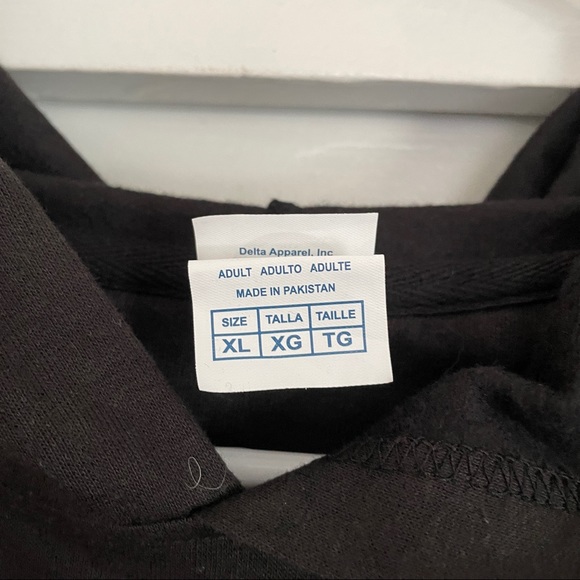 Delta Apparel, Inc
ADULT ADULTO ADULTE
MADE IN PAKISTAN
SIZE TALLA TAILLE
XL XG TG